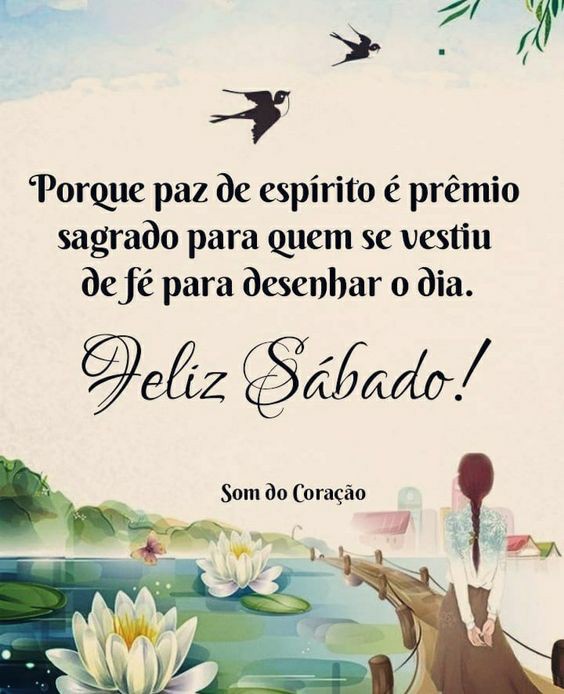 Porque paz de espírito é prêmio
sagrado para quem se vestiu
de fé para desenhar o dia.
Feliz Sábado!
Som do Coração